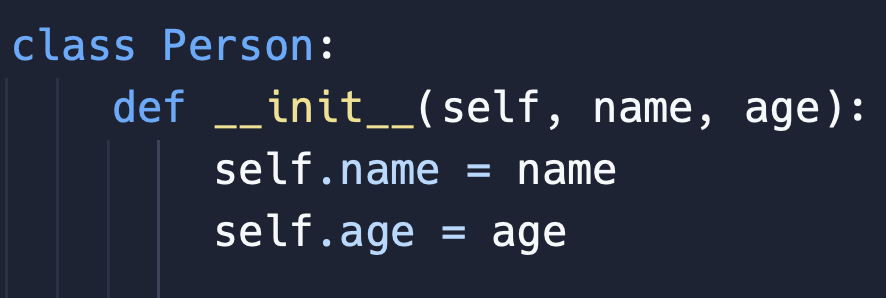 class Person:
    def __init__(self, name, age):
        self.name = name
        self.age = age